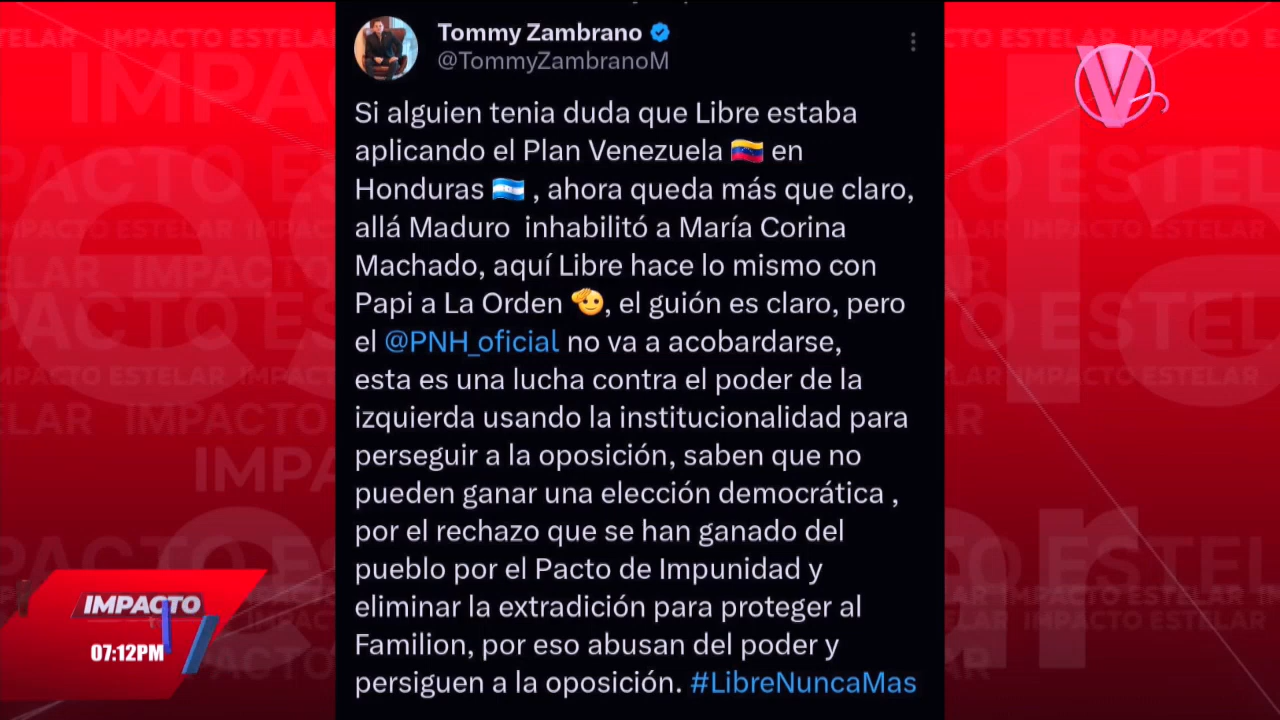 Tommy Zambrano
@TommyZambranoM
Si alguien tenia duda que Libre estaba
aplicando el Plan Venezuela 🇻🇪 en
Honduras 🇭🇳 , ahora queda más que claro,
allá Maduro  inhabilitó a María Corina
Machado, aquí Libre hace lo mismo con
Papi a La Orden 🫡, el guión es claro, pero
el @PNH_oficial no va a acobardarse,
esta es una lucha contra el poder de la
izquierda usando la institucionalidad para
perseguir a la oposición, saben que no
pueden ganar una elección democrática ,
por el rechazo que se han ganado del
pueblo por el Pacto de Impunidad y
eliminar la extradición para proteger al
Familion, por eso abusan del poder y
persiguen a la oposición. #LibreNuncaMas
V
IMPACTO
07:12PM
IMPACTO ESTELAR